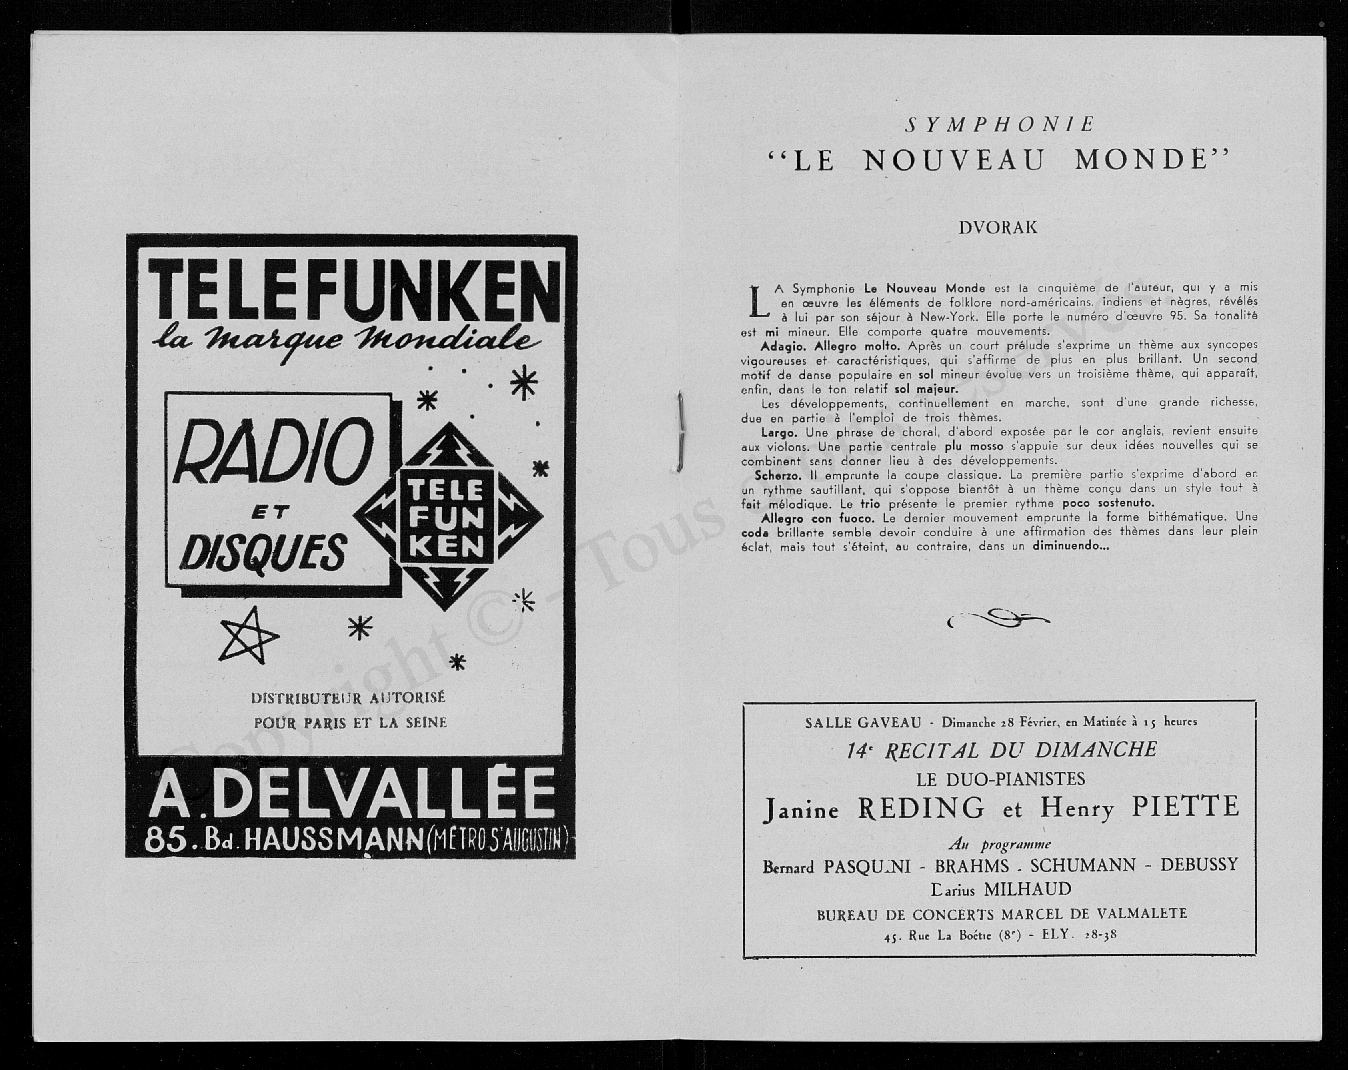 TELEFUNKEN
la marque mondiale
RADIO
ET
DISQUES
TELE
FUN
KEN
DISTRIBUTEUR AUTORISÉ
POUR PARIS ET LA SEINE
A. DELVALLÉE
85. Bd. HAUSSMANN (MÉTRO ST AUGUSTIN)
SYMPHONIE
“LE NOUVEAU MONDE”
DVORAK
LA Symphonie Le Nouveau Monde est la cinquième de l'auteur, qui y a mis
en œuvre les éléments de folklore nord-américains, indiens et nègres, révélés
à lui par son séjour à New-York. Elle porte le numéro d'œuvre 95. Sa tonalité
est mi mineur. Elle comporte quatre mouvements.
Adagio. Allegro molto. Après un court prélude s'exprime un thème aux syncopes
vigoureuses et caractéristiques, qui s'affirme de plus en plus brillant. Un second
motif de danse populaire en sol mineur évolue vers un troisième thème, qui apparaît,
enfin, dans le ton relatif sol majeur.
Les développements, continuellement en marche, sont d'une grande richesse,
due en partie à l'emploi de trois thèmes.
Largo. Une phrase de choral, d'abord exposée par le cor anglais, revient ensuite
aux violons. Une partie centrale plu mosso s'appuie sur deux idées nouvelles qui se
combinent sans donner lieu à des développements.
Scherzo. Il emprunte la coupe classique. La première partie s'exprime d'abord en
un rythme sautillant, qui s'oppose bientôt à un thème conçu dans un style tout à
fait mélodique. Le trio présente le premier rythme poco sostenuto.
Allegro con fuoco. Le dernier mouvement emprunte la forme bithématique. Une
coda brillante semble devoir conduire à une affirmation des thèmes dans leur plein
éclat, mais tout s'éteint, au contraire, dans un diminuendo...
SALLE GAVEAU - Dimanche 28 Février, en Matinée à 15 heures
14e RECITAL DU DIMANCHE
LE DUO-PIANISTES
Janine REDING et Henry PIETTE
Au programme
Bernard PASQUINI - BRAHMS - SCHUMANN - DEBUSSY
Darius MILHAUD
BUREAU DE CONCERTS MARCEL DE VALMALETE
45, Rue La Boétie (8e) - ELY. 28-38
Copyright © - Tous droits réservés